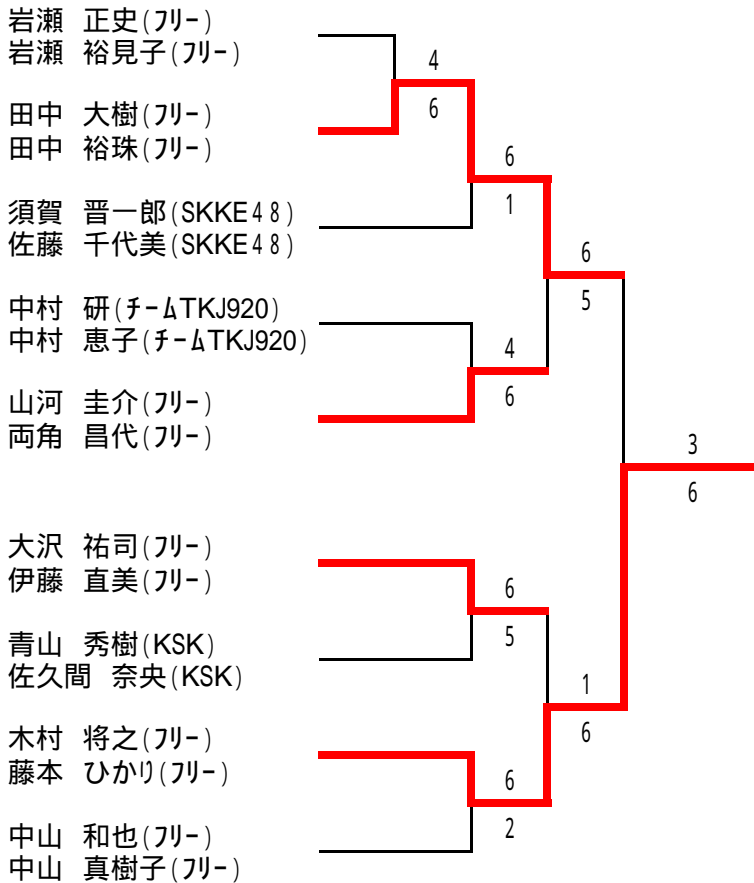 岩瀬 正史(フリー)
岩瀬 裕見子(フリー)
4
6
田中 大樹(フリー)
田中 裕珠(フリー)
6
1
須賀 晋一郎(SKKE48)
佐藤 千代美(SKKE48)
6
5
中村 研(チームTKJ920)
中村 恵子(チームTKJ920)
4
6
山河 圭介(フリー)
両角 昌代(フリー)
3
6
大沢 祐司(フリー)
伊藤 直美(フリー)
6
5
青山 秀樹(KSK)
佐久間 奈央(KSK)
1
6
木村 将之(フリー)
藤本 ひかり(フリー)
6
2
中山 和也(フリー)
中山 真樹子(フリー)